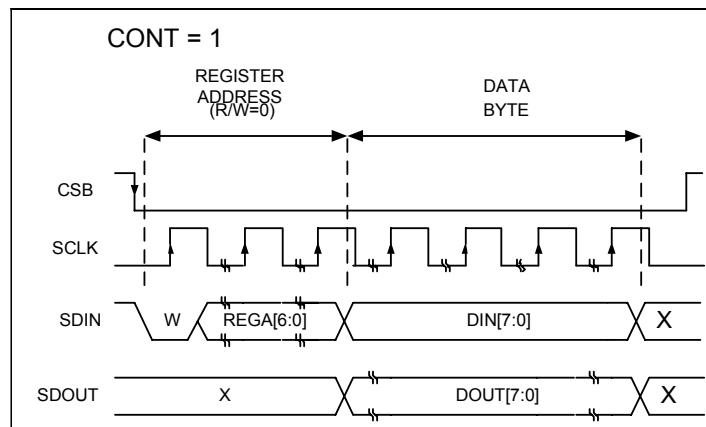 CONT = 1
REGISTER
ADDRESS
(R/W=0)
DATA
BYTE
CSB
SCLK
SDIN
W
REGA[6:0]
DIN[7:0]
X
SDOUT
X
DOUT[7:0]
X